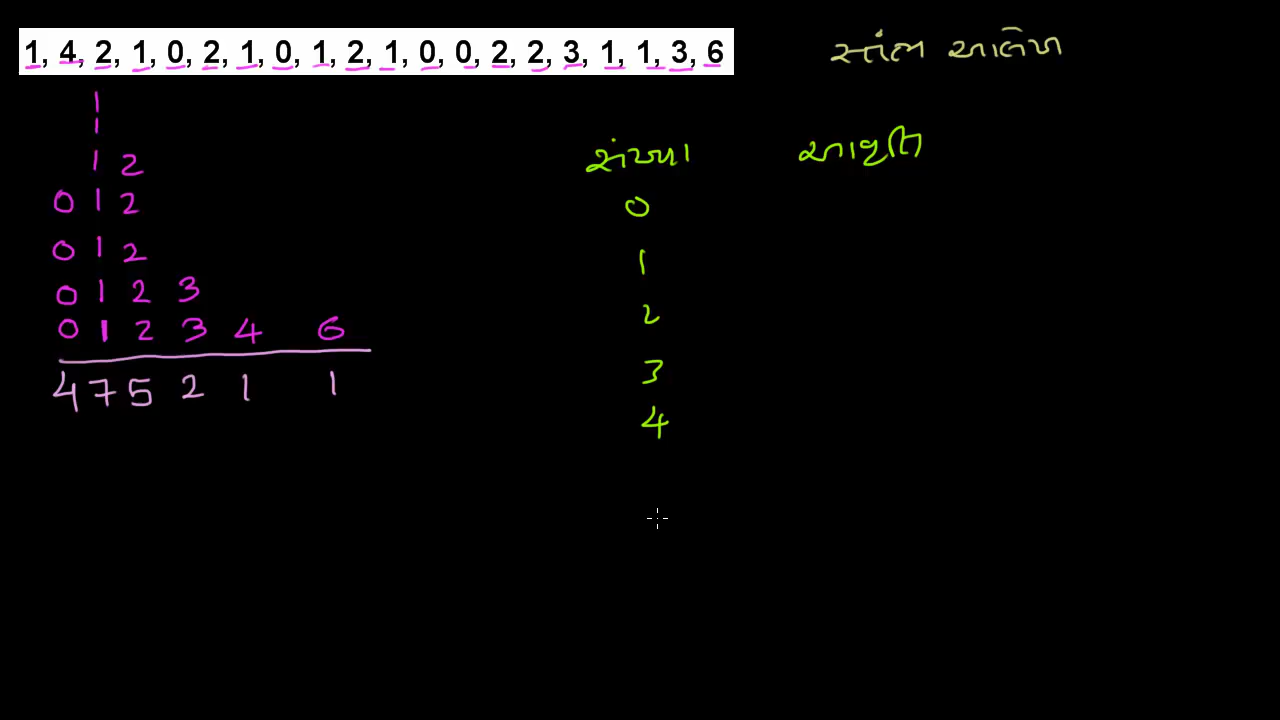 1, 4, 2, 1, 0, 2, 1, 0, 1, 2, 1, 0, 0, 2, 2, 3, 1, 1, 3, 6
સ્તંભ આલેખ
1
1
1 2
0 1 2
0 1 2
0 1 2 3
0 1 2 3 4 6
4 7 5 2 1 1
સંખ્યા આવૃત્તિ
0
1
2
3
4